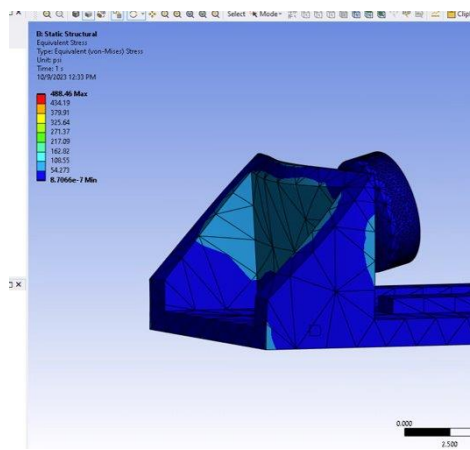 Select
Mode
Clip
B: Static Structural
Equivalent Stress
Type: Equivalent (von-Mises) Stress
Unit: psi
Time: 1 s
10/9/2023 12:33 PM
488.46 Max
434.19
379.91
325.64
271.37
217.09
162.82
108.55
54.273
8.7066e-7 Min
0.000
2.500